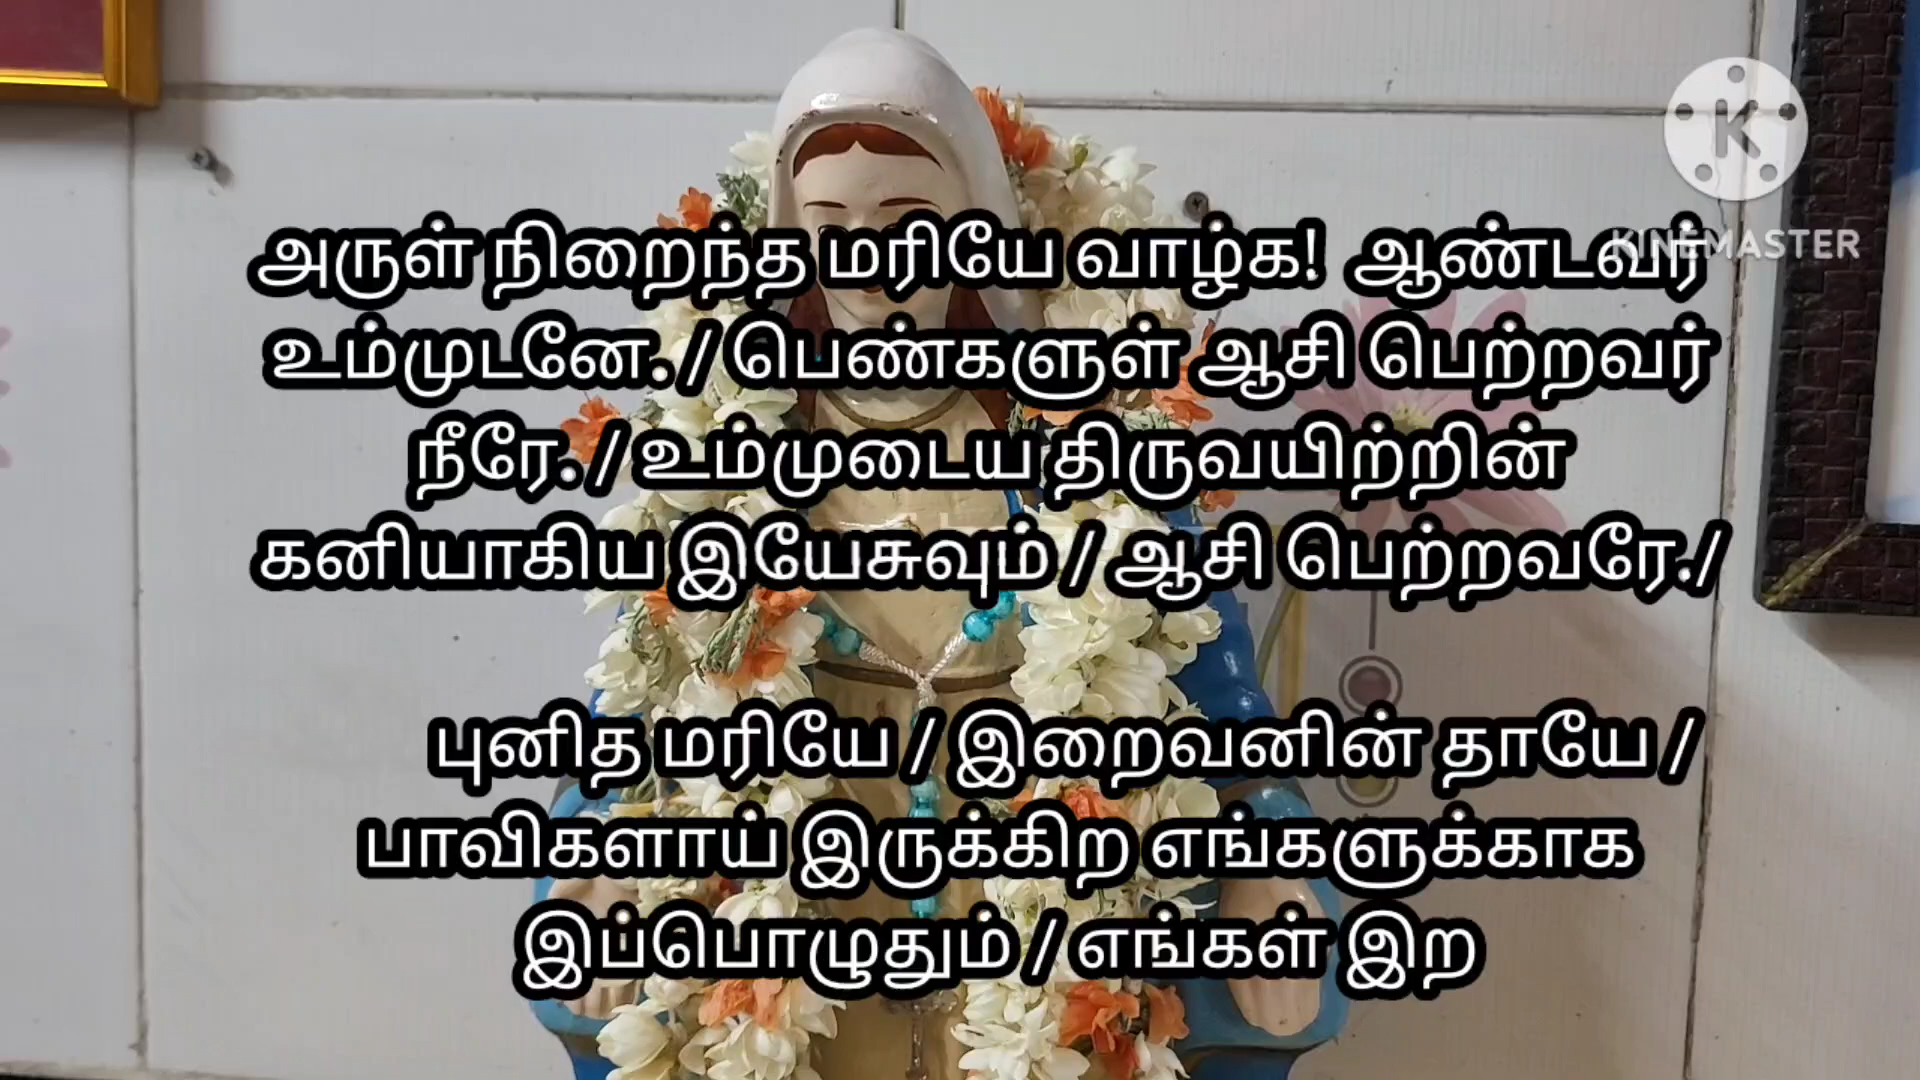 KINEMASTER
அருள் நிறைந்த மரியே வாழ்க! ஆண்டவர்
உம்முடனே. / பெண்களுள் ஆசி பெற்றவர்
நீரே. / உம்முடைய திருவயிற்றின்
கனியாகிய இயேசுவும் / ஆசி பெற்றவரே./
புனித மரியே / இறைவனின் தாயே /
பாவிகளாய் இருக்கிற எங்களுக்காக
இப்பொழுதும் / எங்கள் இற